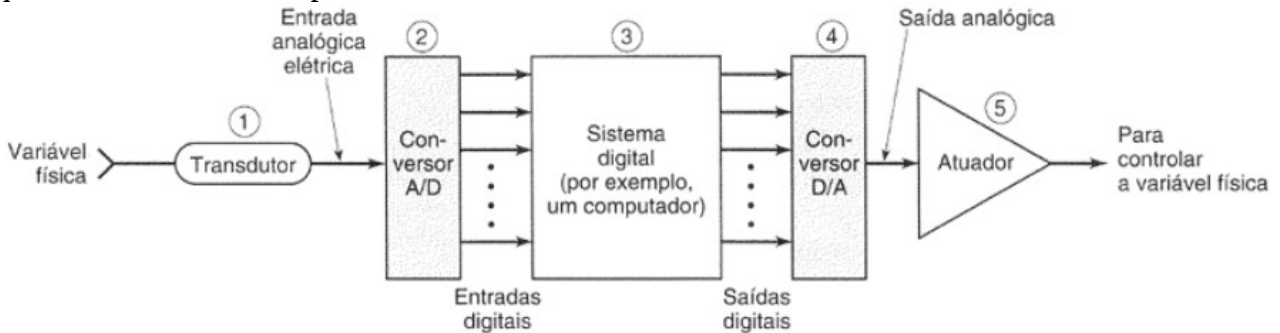 Entrada
analógica
elétrica
Saída analógica
2
3
4
1
5
Variável
física
Transdutor
Con-
versor
A/D
Sistema
digital
(por exemplo,
um computador)
Con-
versor
D/A
Atuador
Para
controlar
a variável física
Entradas
digitais
Saídas
digitais